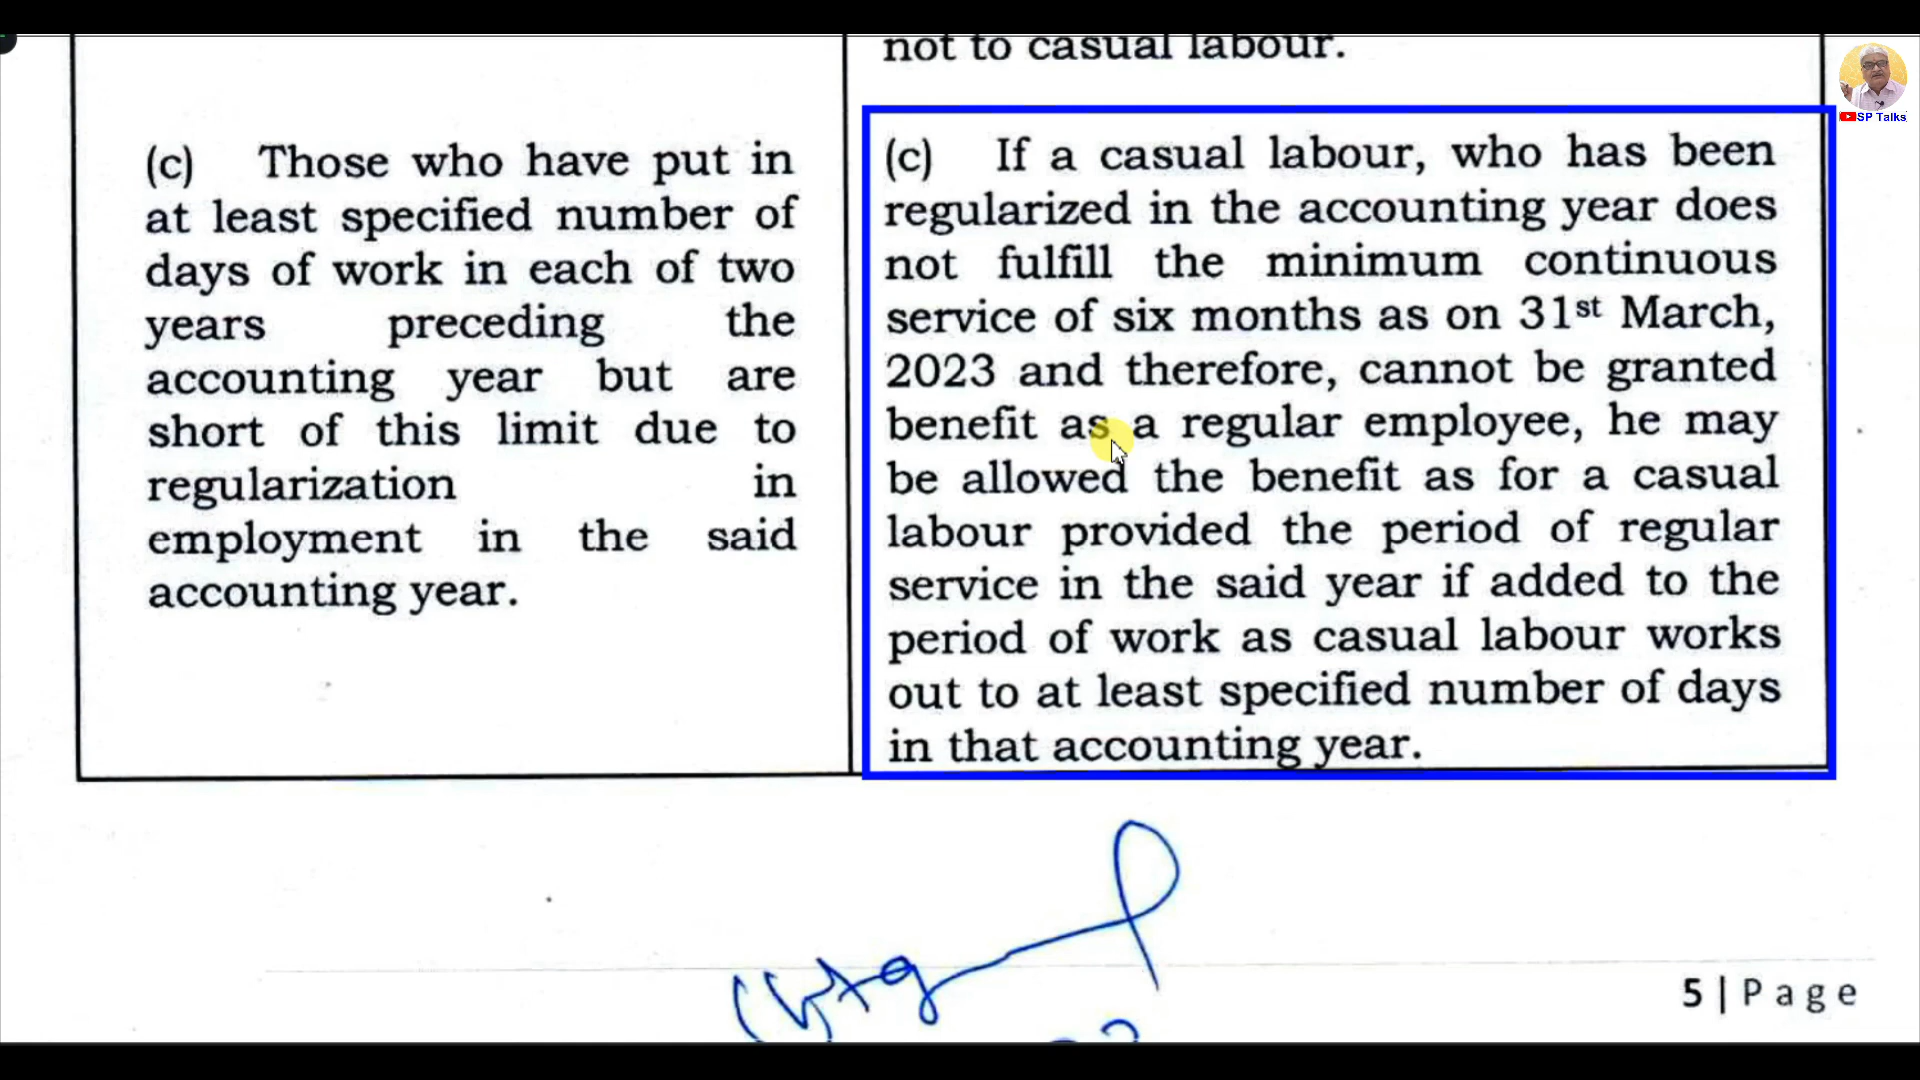 not to casual labour.
SP Talks
(c) Those who have put in
at least specified number of
days of work in each of two
years preceding the
accounting year but are
short of this limit due to
regularization in
employment in the said
accounting year.
(c) If a casual labour, who has been
regularized in the accounting year does
not fulfill the minimum continuous
service of six months as on 31st March,
2023 and therefore, cannot be granted
benefit as a regular employee, he may
be allowed the benefit as for a casual
labour provided the period of regular
service in the said year if added to the
period of work as casual labour works
out to at least specified number of days
in that accounting year.
5 | Page